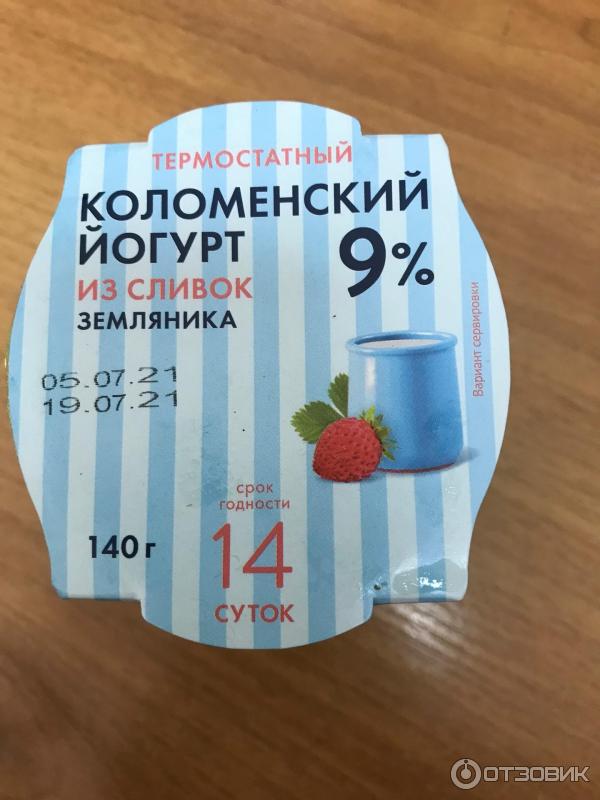 ТЕРМОСТАТНЫЙ
КОЛОМЕНСКИЙ
ЙОГУРТ 9%
ИЗ СЛИВОК
ЗЕМЛЯНИКА
05.07.21
19.07.21
Вариант сервировки
срок
годности
140 г 14
СУТОК
ОТЗОВИК